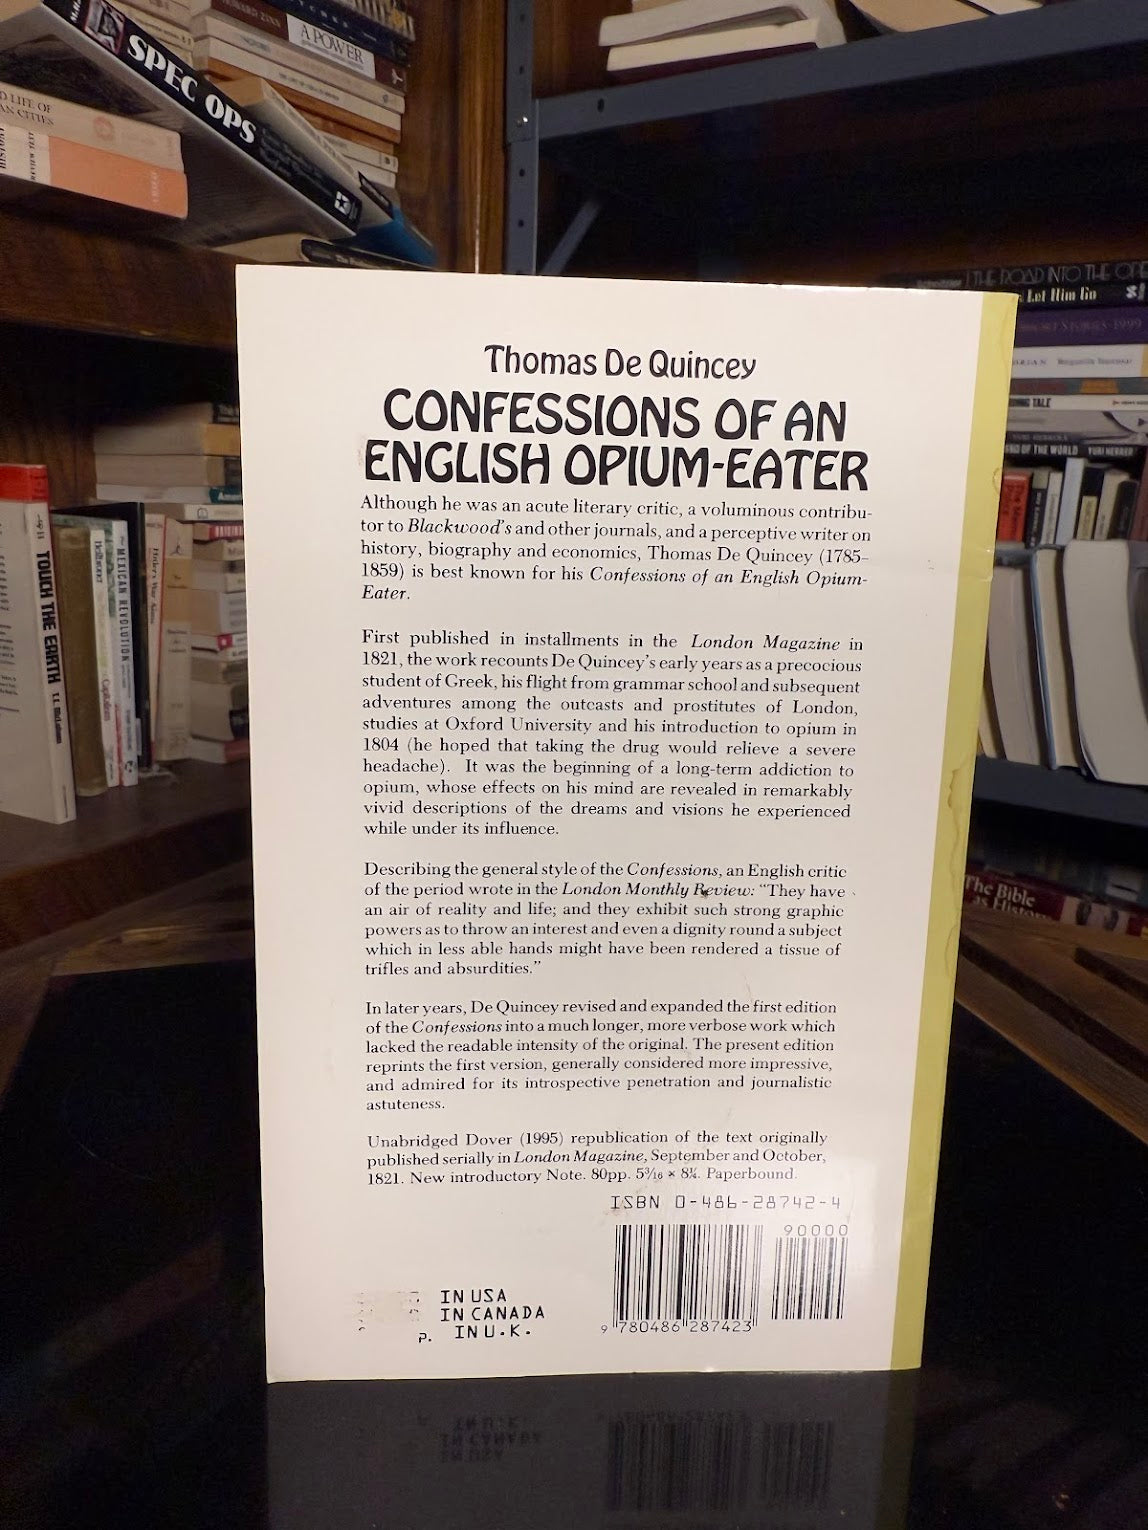 HOWARD ZINN
A POWER
SPEC OPS
D LIFE OF
AN CITIES
THE ROAD INTO THE OPE
Let Him Go
TOUCH THE EARTH
MEXICAN REVOLUTION
Hitler's War Aims
Capitalism
ORIGINS
The Bible
as History
Thomas De Quincey
CONFESSIONS OF AN
ENGLISH OPIUM-EATER
Although he was an acute literary critic, a voluminous contribu-
tor to Blackwood's and other journals, and a perceptive writer on
history, biography and economics, Thomas De Quincey (1785–
1859) is best known for his Confessions of an English Opium-
Eater.
First published in installments in the London Magazine in
1821, the work recounts De Quincey's early years as a precocious
student of Greek, his flight from grammar school and subsequent
adventures among the outcasts and prostitutes of London,
studies at Oxford University and his introduction to opium in
1804 (he hoped that taking the drug would relieve a severe
headache). It was the beginning of a long-term addiction to
opium, whose effects on his mind are revealed in remarkably
vivid descriptions of the dreams and visions he experienced
while under its influence.
Describing the general style of the Confessions, an English critic
of the period wrote in the London Monthly Review: "They have
an air of reality and life; and they exhibit such strong graphic
powers as to throw an interest and even a dignity round a subject
which in less able hands might have been rendered a tissue of
trifles and absurdities."
In later years, De Quincey revised and expanded the first edition
of the Confessions into a much longer, more verbose work which
lacked the readable intensity of the original. The present edition
reprints the first version, generally considered more impressive,
and admired for its introspective penetration and journalistic
astuteness.
Unabridged Dover (1995) republication of the text originally
published serially in London Magazine, September and October,
1821. New introductory Note. 80pp. 5³⁄₁₆ × 8¼. Paperbound.
ISBN 0-486-28742-4
90000
9 780486 287423
IN USA
IN CANADA
P. IN U.K.